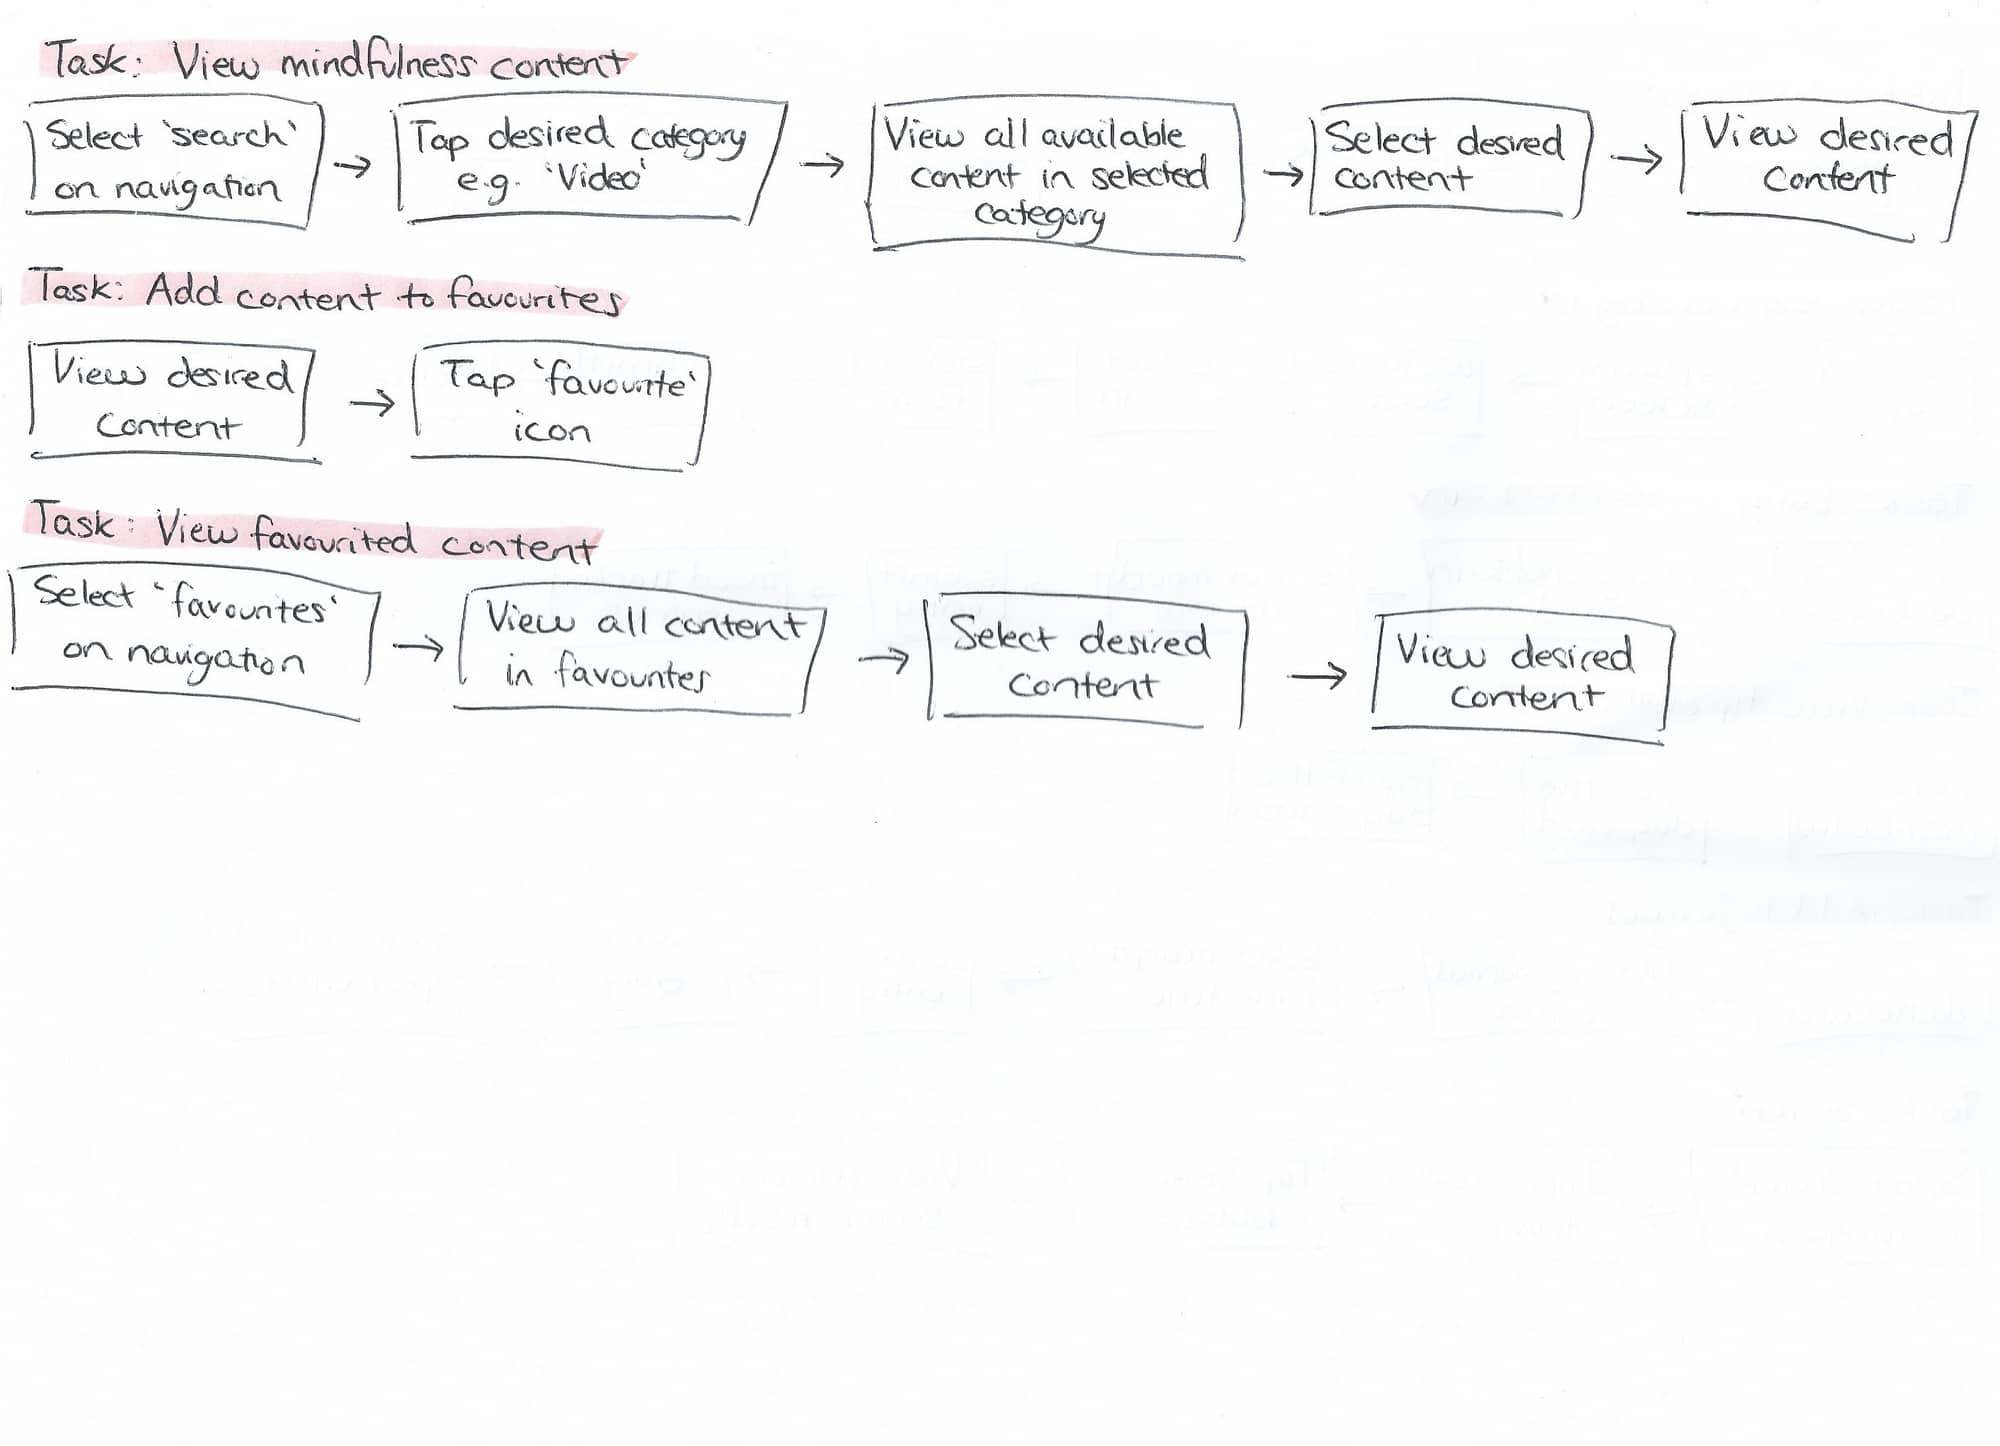 Task: View mindfulness content
Select 'search'
on navigation
→
Tap desired category
e.g. 'Video'
→
View all available
content in selected
category
→
Select desired
content
→
View desired
content
Task: Add content to favourites
View desired
content
→
Tap 'favourite'
icon
Task: View favourited content
Select 'favourites'
on navigation
→
View all content
in favourites
→
Select desired
content
→
View desired
content